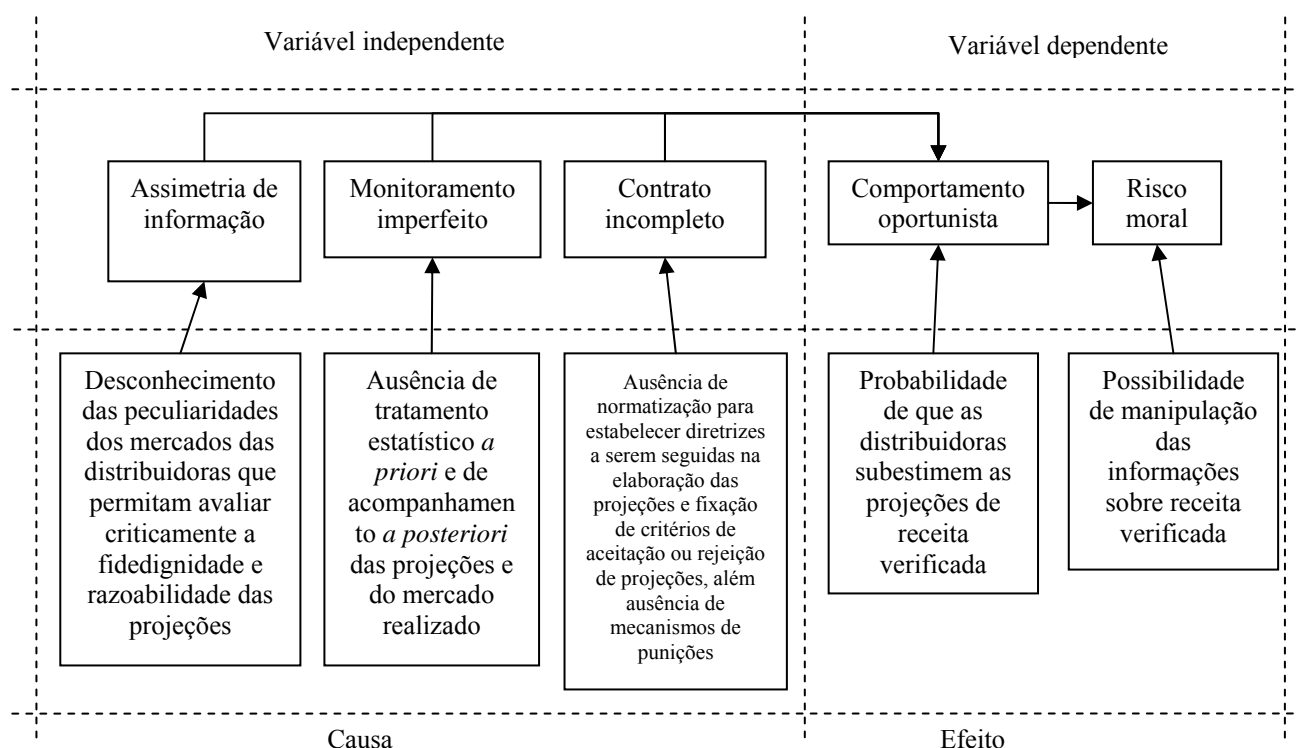 Variável independente
Variável dependente
Assimetria de
informação
Monitoramento
imperfeito
Contrato
incompleto
Comportamento
oportunista
Risco
moral
Desconhecimento
das peculiaridades
dos mercados das
distribuidoras que
permitam avaliar
criticamente a
fidedignidade e
razoabilidade das
projeções
Ausência de
tratamento
estatístico a
priori e de
acompanhamen
to a posteriori
das projeções e
do mercado
realizado
Ausência de
normatização para
estabelecer diretrizes
a serem seguidas na
elaboração das
projeções e fixação
de critérios de
aceitação ou rejeição
de projeções, além
ausência de
mecanismos de
punições
Probabilidade
de que as
distribuidoras
subestimem as
projeções de
receita
verificada
Possibilidade
de manipulação
das
informações
sobre receita
verificada
Causa
Efeito